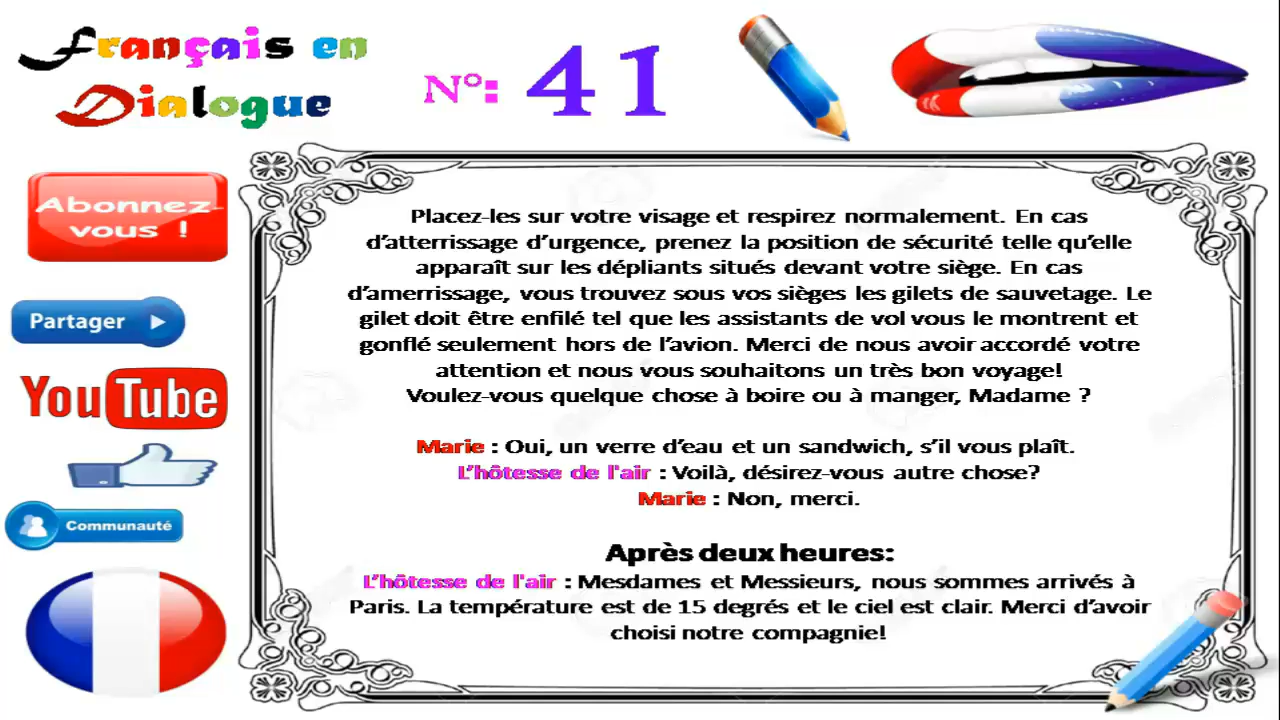 Français en
Dialogue
N°: 41
Abonnez-
vous !
Partager
YouTube
Communauté
Placez-les sur votre visage et respirez normalement. En cas
d’atterrissage d’urgence, prenez la position de sécurité telle qu’elle
apparaît sur les dépliants situés devant votre siège. En cas
d’amerrissage, vous trouvez sous vos sièges les gilets de sauvetage. Le
gilet doit être enfilé tel que les assistants de vol vous le montrent et
gonflé seulement hors de l’avion. Merci de nous avoir accordé votre
attention et nous vous souhaitons un très bon voyage!
Voulez-vous quelque chose à boire ou à manger, Madame ?
Marie : Oui, un verre d’eau et un sandwich, s’il vous plaît.
L’hôtesse de l'air : Voilà, désirez-vous autre chose?
Marie : Non, merci.
Après deux heures:
L’hôtesse de l'air : Mesdames et Messieurs, nous sommes arrivés à
Paris. La température est de 15 degrés et le ciel est clair. Merci d’avoir
choisi notre compagnie!